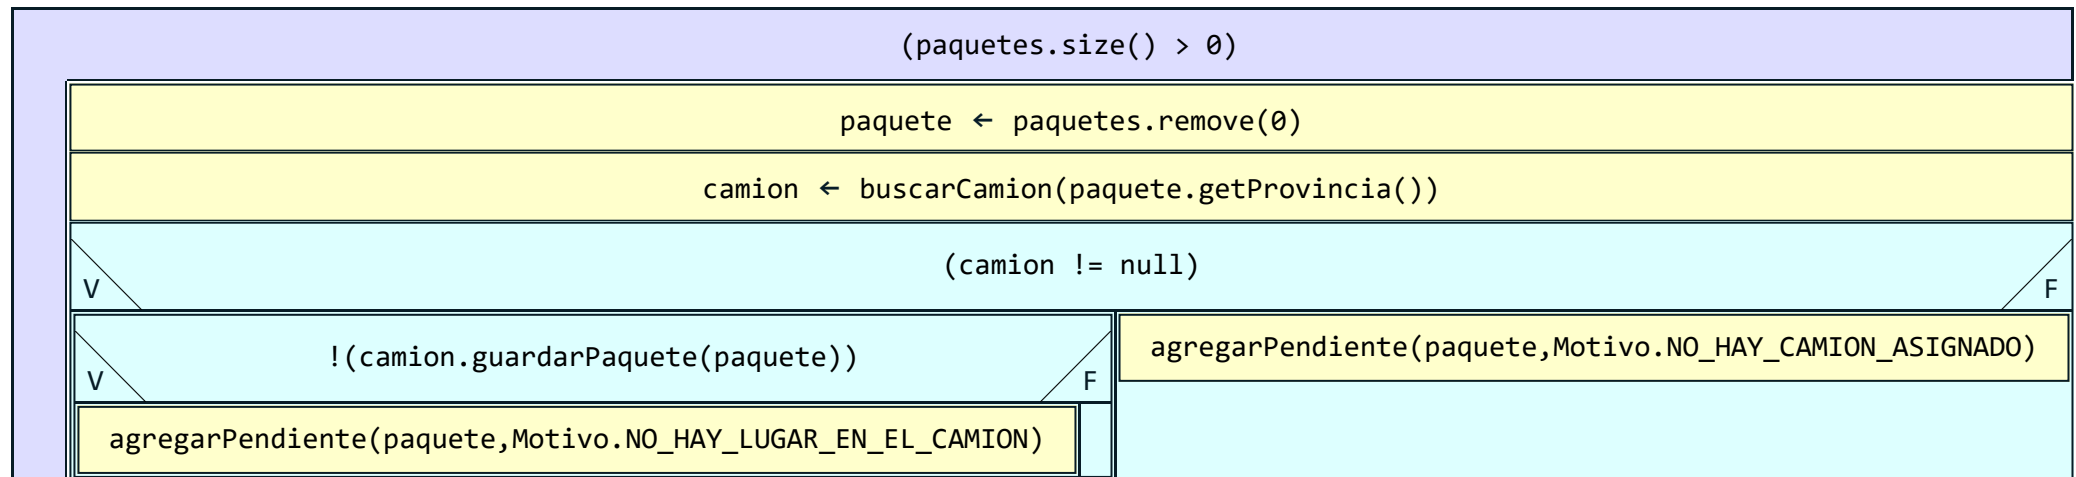 (paquetes.size() > 0)
paquete ← paquetes.remove(0)
camion ← buscarCamion(paquete.getProvincia())
(camion != null)
V
F
!(camion.guardarPaquete(paquete))
V
F
agregarPendiente(paquete,Motivo.NO_HAY_CAMION_ASIGNADO)
agregarPendiente(paquete,Motivo.NO_HAY_LUGAR_EN_EL_CAMION)